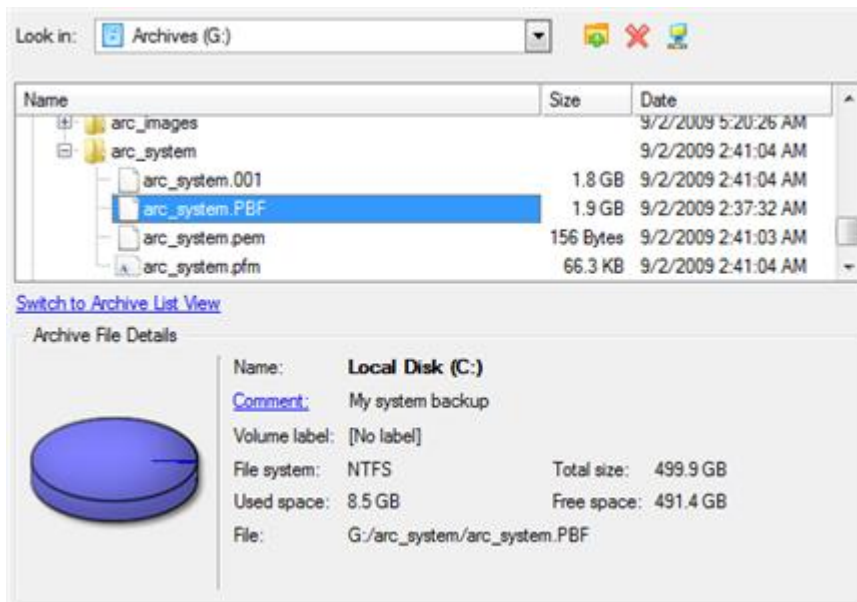 Look in: Archives (G:)
Name Size Date
arc_images 9/2/2009 5:20:26 AM
arc_system 9/2/2009 2:41:04 AM
arc_system.001 1.8 GB 9/2/2009 2:41:04 AM
arc_system.PBF 1.9 GB 9/2/2009 2:37:32 AM
arc_system.pem 156 Bytes 9/2/2009 2:41:03 AM
arc_system.pfm 66.3 KB 9/2/2009 2:41:04 AM
Switch to Archive List View
Archive File Details
Name: Local Disk (C:)
Comment: My system backup
Volume label: [No label]
File system: NTFS Total size: 499.9 GB
Used space: 8.5 GB Free space: 491.4 GB
File: G:/arc_system/arc_system.PBF